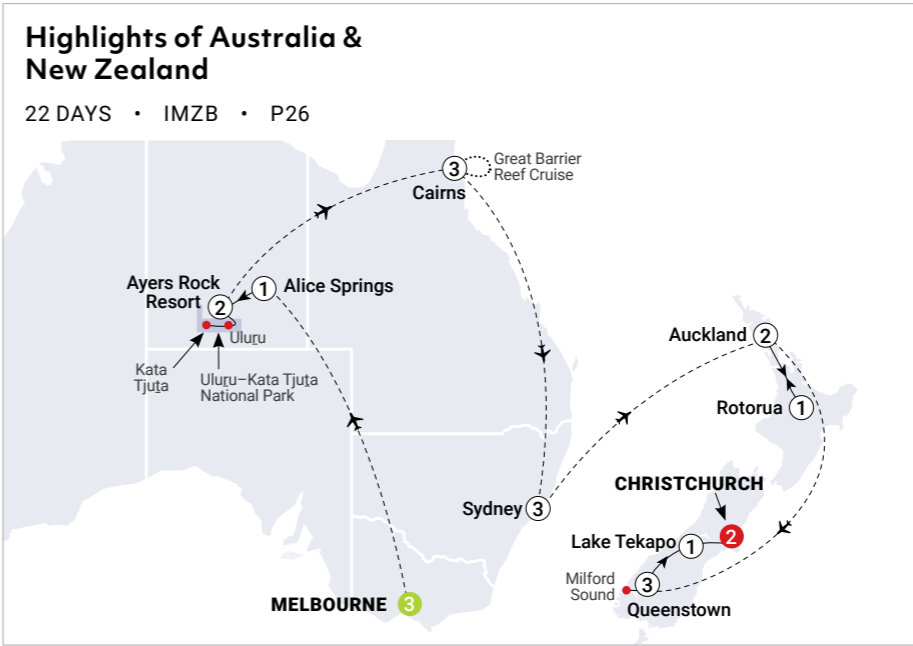 Highlights of Australia &
New Zealand
22 DAYS • IMZB • P26
3
Great Barrier
Reef Cruise
Cairns
Ayers Rock
Resort
2
1
Alice Springs
Uluṟu
Kata
Tjuṯa
Uluṟu–Kata Tjuṯa
National Park
Auckland
2
Rotorua
1
CHRISTCHURCH
Sydney
3
Lake Tekapo
1
2
Milford
Sound
3
Queenstown
MELBOURNE
3